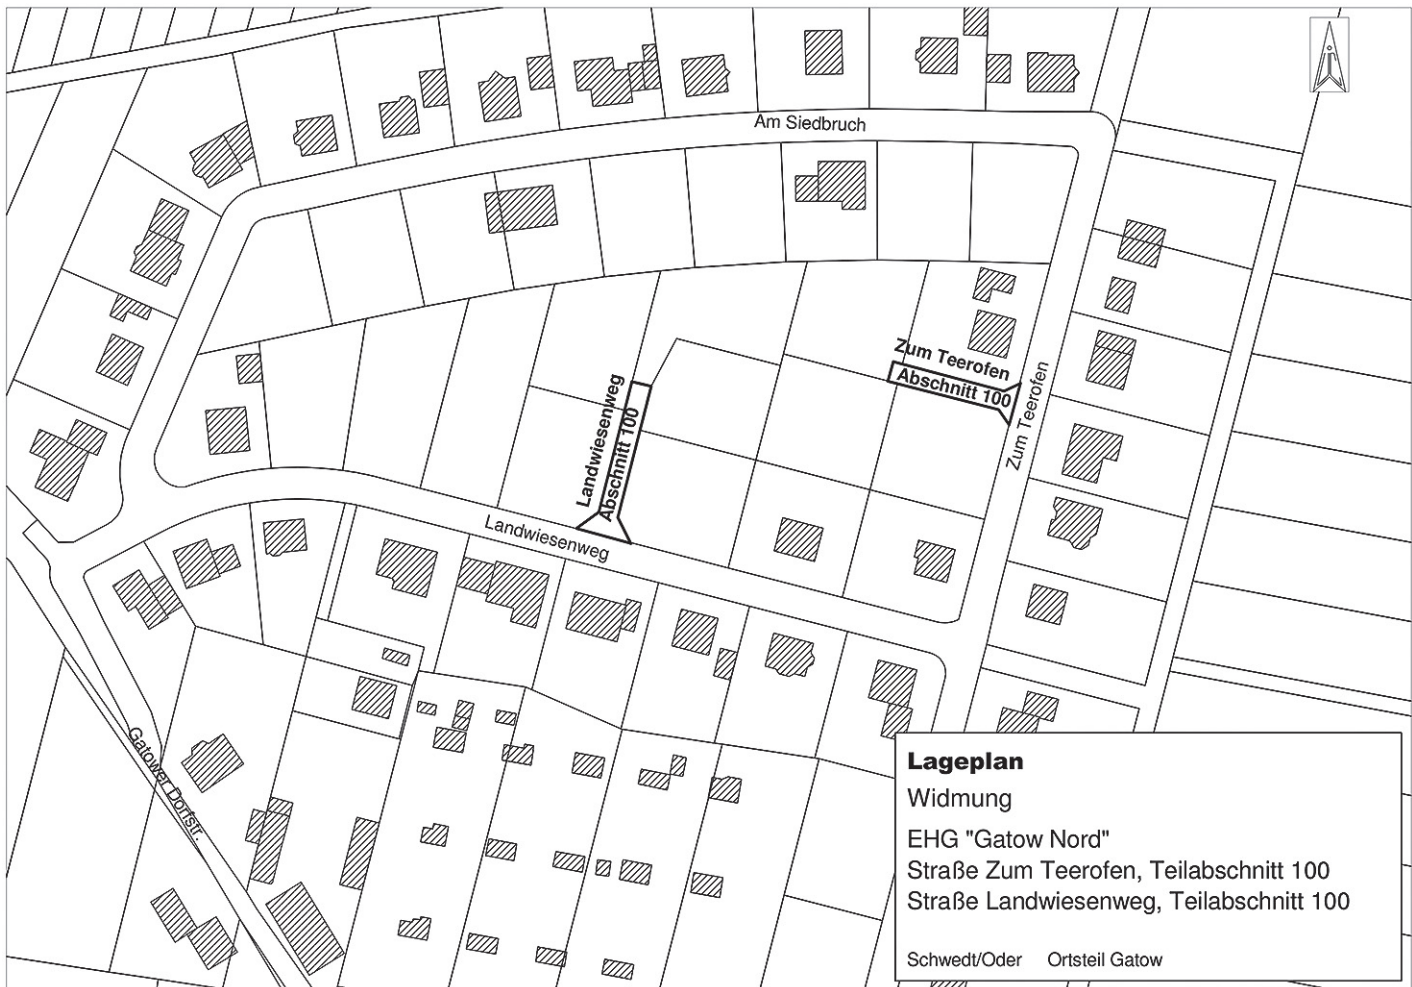 Am Siedbruch
Zum Teerofen
Abschnitt 100
Zum Teerofen
Landwiesenweg
Abschnitt 100
Landwiesenweg
Gatower Dorfstr.
Lageplan
Widmung
EHG "Gatow Nord"
Straße Zum Teerofen, Teilabschnitt 100
Straße Landwiesenweg, Teilabschnitt 100
Schwedt/Oder Ortsteil Gatow